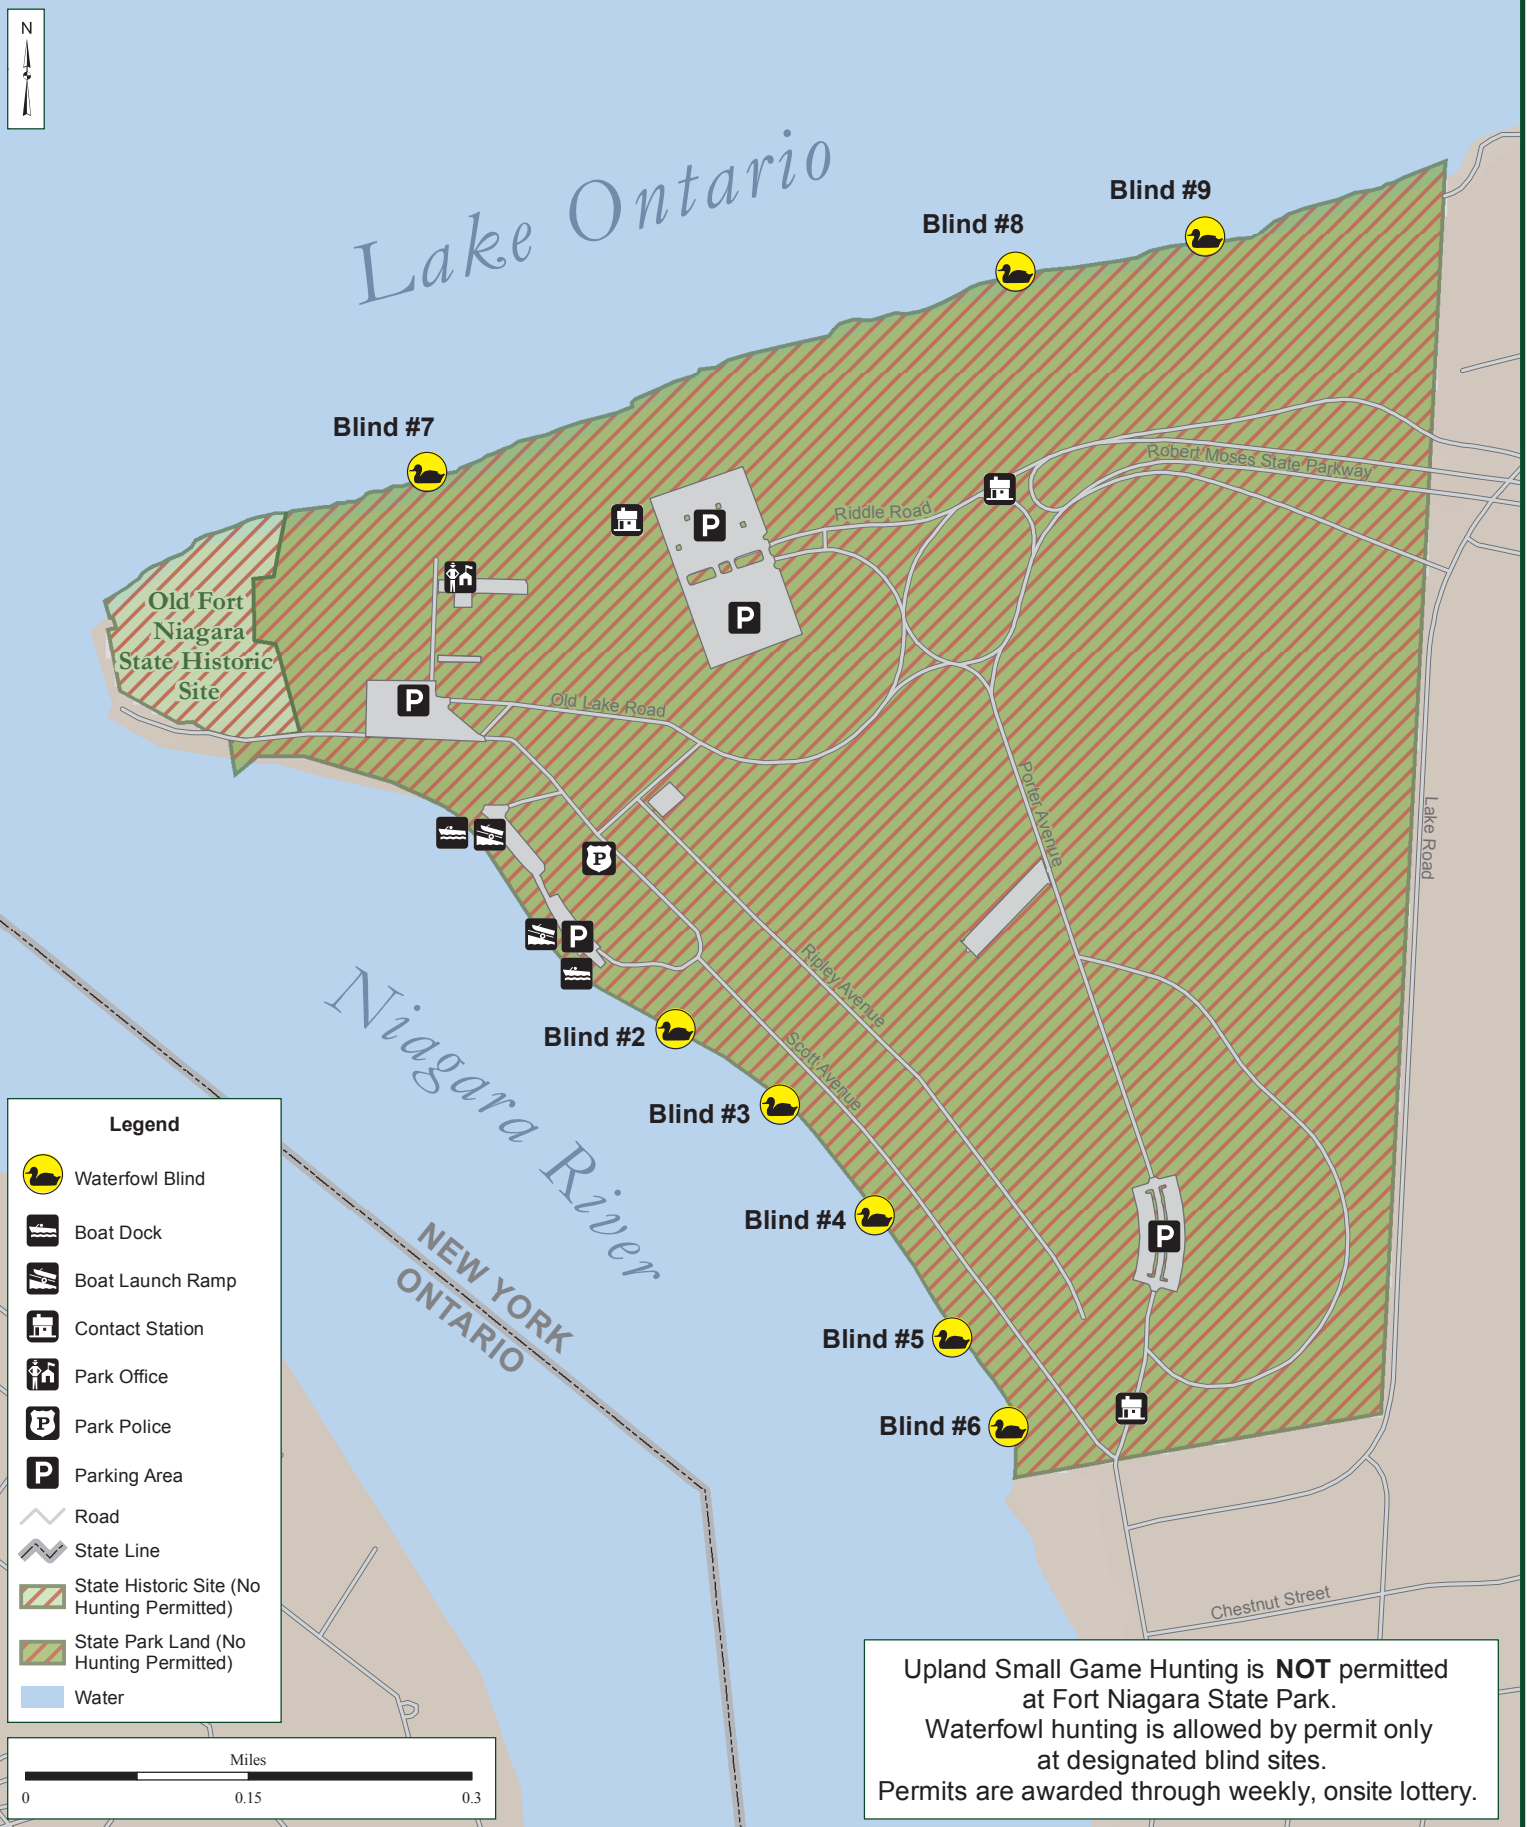 N
Lake Ontario
Blind #9
Blind #8
Blind #7
Robert Moses State Parkway
Riddle Road
P
P
Old Fort
Niagara
State Historic
Site
P
Old Lake Road
Porter Avenue
Lake Road
P
P
Ripley Avenue
Niagara River
Blind #2
Scott Avenue
Blind #3
Blind #4
P
NEW YORK
ONTARIO
Blind #5
Blind #6
Chestnut Street
Legend
Waterfowl Blind
Boat Dock
Boat Launch Ramp
Contact Station
Park Office
P
Park Police
P
Parking Area
Road
State Line
State Historic Site (No
Hunting Permitted)
State Park Land (No
Hunting Permitted)
Water
Miles
0 0.15 0.3
Upland Small Game Hunting is NOT permitted
at Fort Niagara State Park.
Waterfowl hunting is allowed by permit only
at designated blind sites.
Permits are awarded through weekly, onsite lottery.